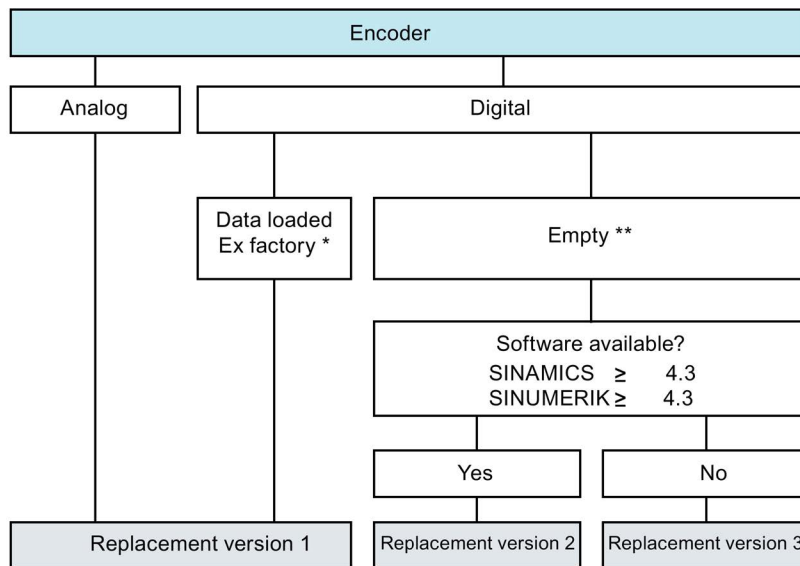 Encoder
Analog
Digital
Data loaded
Ex factory *
Empty **
Software available?
SINAMICS ≥ 4.3
SINUMERIK ≥ 4.3
Yes
No
Replacement version 1
Replacement version 2
Replacement version 3